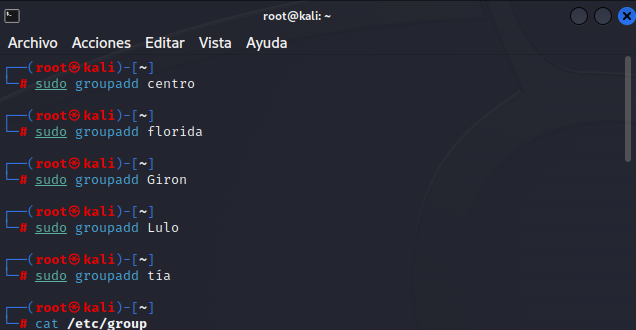 root@kali: ~
Archivo Acciones Editar Vista Ayuda
┌──(root㉿kali)-[~]
└─# sudo groupadd centro
┌──(root㉿kali)-[~]
└─# sudo groupadd florida
┌──(root㉿kali)-[~]
└─# sudo groupadd Giron
┌──(root㉿kali)-[~]
└─# sudo groupadd Lulo
┌──(root㉿kali)-[~]
└─# sudo groupadd tía
┌──(root㉿kali)-[~]
└─# cat /etc/group